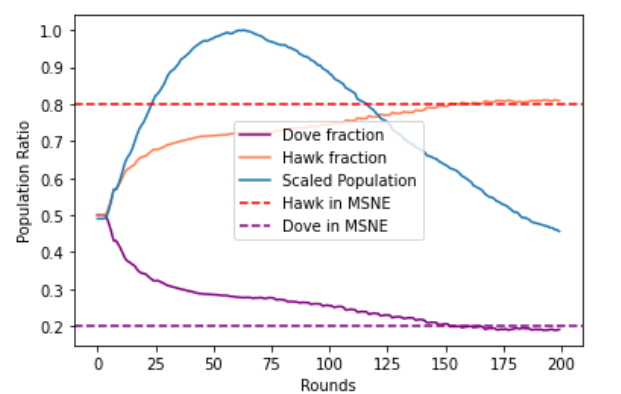 1.0
0.9
0.8
0.7
0.6
0.5
0.4
0.3
0.2
Population Ratio
Dove fraction
Hawk fraction
Scaled Population
Hawk in MSNE
Dove in MSNE
0 25 50 75 100 125 150 175 200
Rounds